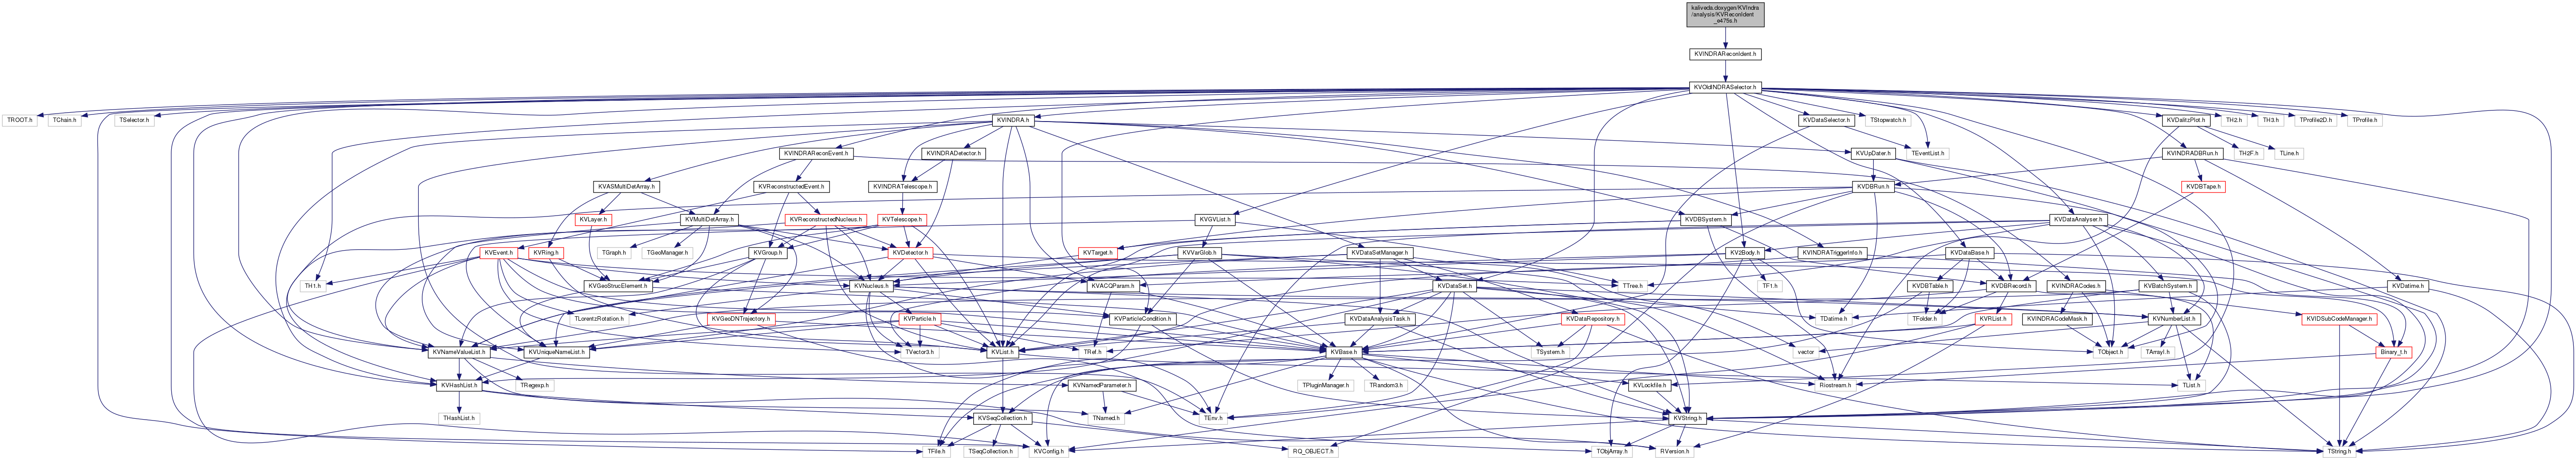 kaliveda.doxygen/KVIndra
/analysis/KVReconIdent
_e475s.h
KVINDRAReconIdent.h
KVOldINDRASelector.h
TROOT.h
TChain.h
TSelector.h
KVINDRA.h
KVDataSelector.h
TStopwatch.h
KVDalitzPlot.h
TH2.h
TH3.h
TProfile2D.h
TProfile.h
KVINDRAReconEvent.h
KVINDRADetector.h
KVUpDater.h
TEventList.h
KVINDRADBRun.h
TH2F.h
TLine.h
KVASMultiDetArray.h
KVReconstructedEvent.h
KVINDRATelescope.h
KVDBRun.h
KVDBTape.h
KVLayer.h
KVMultiDetArray.h
KVReconstructedNucleus.h
KVTelescope.h
KVGVList.h
KVDBSystem.h
KVDataAnalyser.h
KVEvent.h
KVRing.h
TGraph.h
TGeoManager.h
KVGroup.h
KVDetector.h
KVTarget.h
KVVarGlob.h
KVDataSetManager.h
KV2Body.h
KVINDRATriggerInfo.h
KVDataBase.h
TH1.h
KVGeoStructElement.h
KVNucleus.h
KVACQParam.h
TTree.h
KVDataSet.h
TF1.h
KVDBTable.h
KVDBRecord.h
KVINDRACodes.h
KVBatchSystem.h
KVDatime.h
TLorentzRotation.h
KVGeoDNTrajectory.h
KVParticle.h
KVParticleCondition.h
KVDataAnalysisTask.h
KVDataRepository.h
TDatime.h
TFolder.h
KVRList.h
KVINDRACodeMask.h
KVNumberList.h
KVIDSubCodeManager.h
KVNameValueList.h
KVUniqueNameList.h
TVector3.h
KVList.h
TRef.h
KVBase.h
TSystem.h
vector
TObject.h
TArrayI.h
Binary_t.h
KVHashList.h
TRegexp.h
KVNamedParameter.h
TPluginManager.h
TRandom3.h
Riostream.h
KVLockfile.h
TList.h
THashList.h
KVSeqCollection.h
TNamed.h
TEnv.h
KVString.h
TFile.h
TSeqCollection.h
KVConfig.h
RQ_OBJECT.h
TObjArray.h
RVersion.h
TString.h